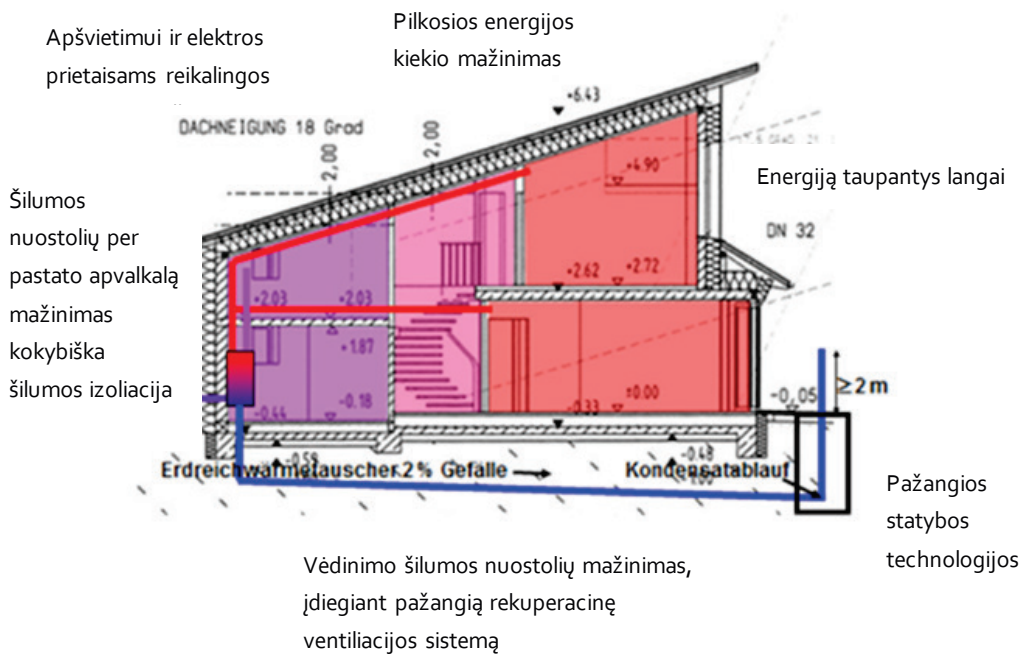 Apšvietimui ir elektros
prietaisams reikalingos
Pilkosios energijos
kiekio mažinimas
+6.43
DACHNEIGUNG 18 Grad
2,00
2,00
+4.90
Energiją taupantys langai
Šilumos
nuostolių per
pastato apvalkalą
mažinimas
kokybiška
šilumos izoliacija
DN 32
+2.62
+2.72
+2.03
+2.03
+1.87
±0.00
≥2m
-0,05
-0.18
-0.44
-0.33
-0.59
-0.48
Erdreichwärmetauscher 2% Gefälle
Kondensatablauf
Pažangios
statybos
technologijos
Vėdinimo šilumos nuostolių mažinimas,
įdiegiant pažangią rekuperacinę
ventiliacijos sistemą